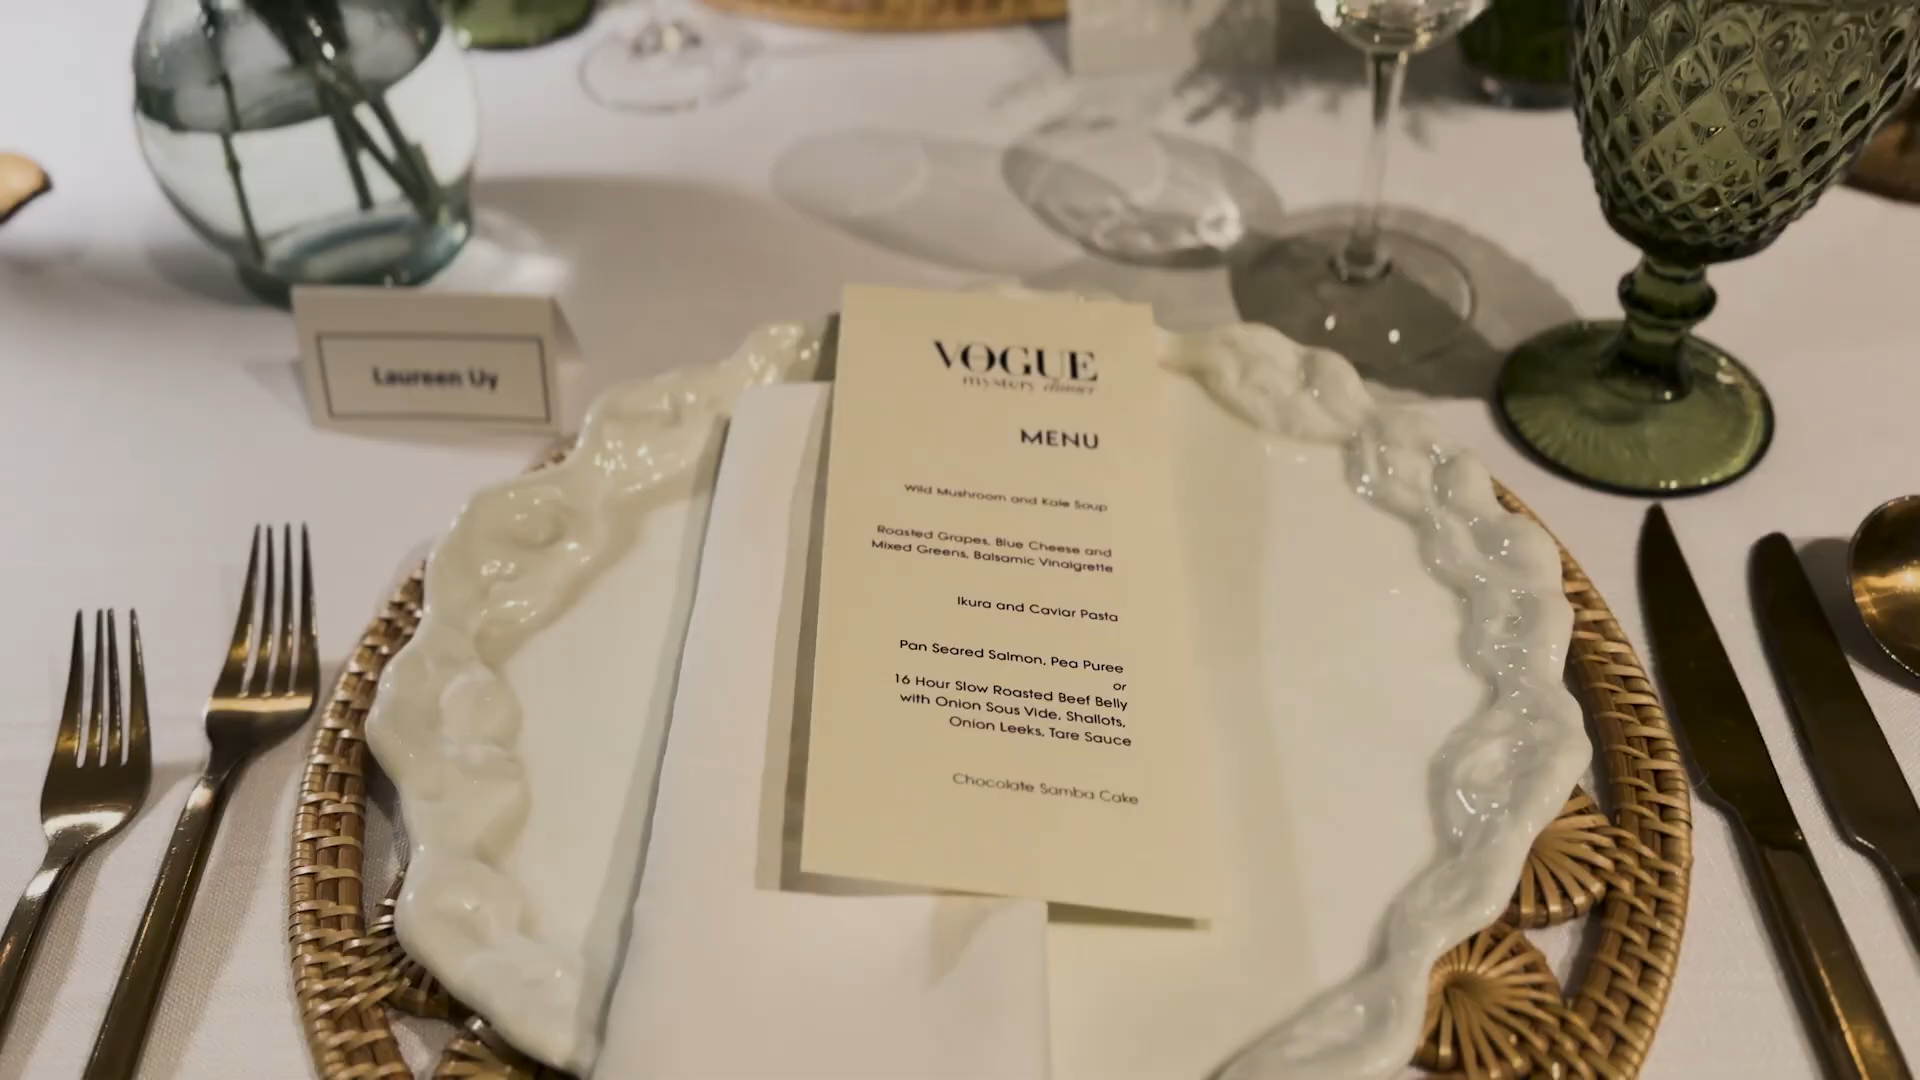 Laureen Uy
VOGUE
mystery dinner
MENU
Wild Mushroom and Kale Soup
Roasted Grapes, Blue Cheese and
Mixed Greens, Balsamic Vinaigrette
Ikura and Caviar Pasta
Pan Seared Salmon, Pea Puree
or
16 Hour Slow Roasted Beef Belly
with Onion Sous Vide, Shallots,
Onion Leeks, Tare Sauce
Chocolate Samba Cake